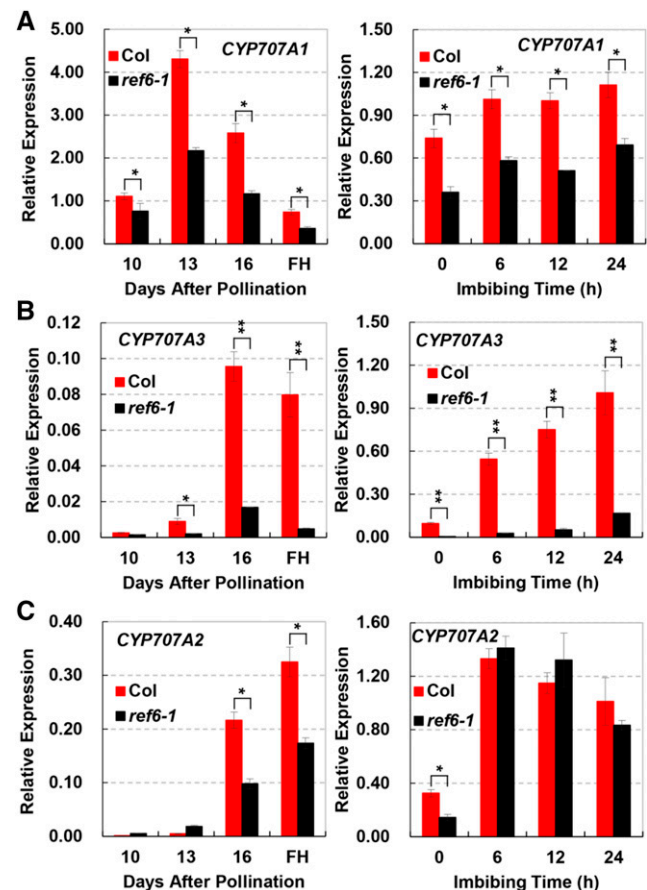 A
CYP707A1
Col
ref6-1
* * * *
Relative Expression
5.00
4.00
3.00
2.00
1.00
0.00
10 13 16 FH
Days After Pollination
CYP707A1
Col
ref6-1
* * * *
Relative Expression
1.50
1.20
0.90
0.60
0.30
0.00
0 6 12 24
Imbibing Time (h)
B
CYP707A3
Col
ref6-1
* ** **
Relative Expression
0.12
0.10
0.08
0.06
0.04
0.02
0.00
10 13 16 FH
Days After Pollination
CYP707A3
Col
ref6-1
** ** ** **
Relative Expression
1.50
1.20
0.90
0.60
0.30
0.00
0 6 12 24
Imbibing Time (h)
C
CYP707A2
Col
ref6-1
* *
Relative Expression
0.40
0.30
0.20
0.10
0.00
10 13 16 FH
Days After Pollination
CYP707A2
Col
ref6-1
*
Relative Expression
1.60
1.20
0.80
0.40
0.00
0 6 12 24
Imbibing Time (h)